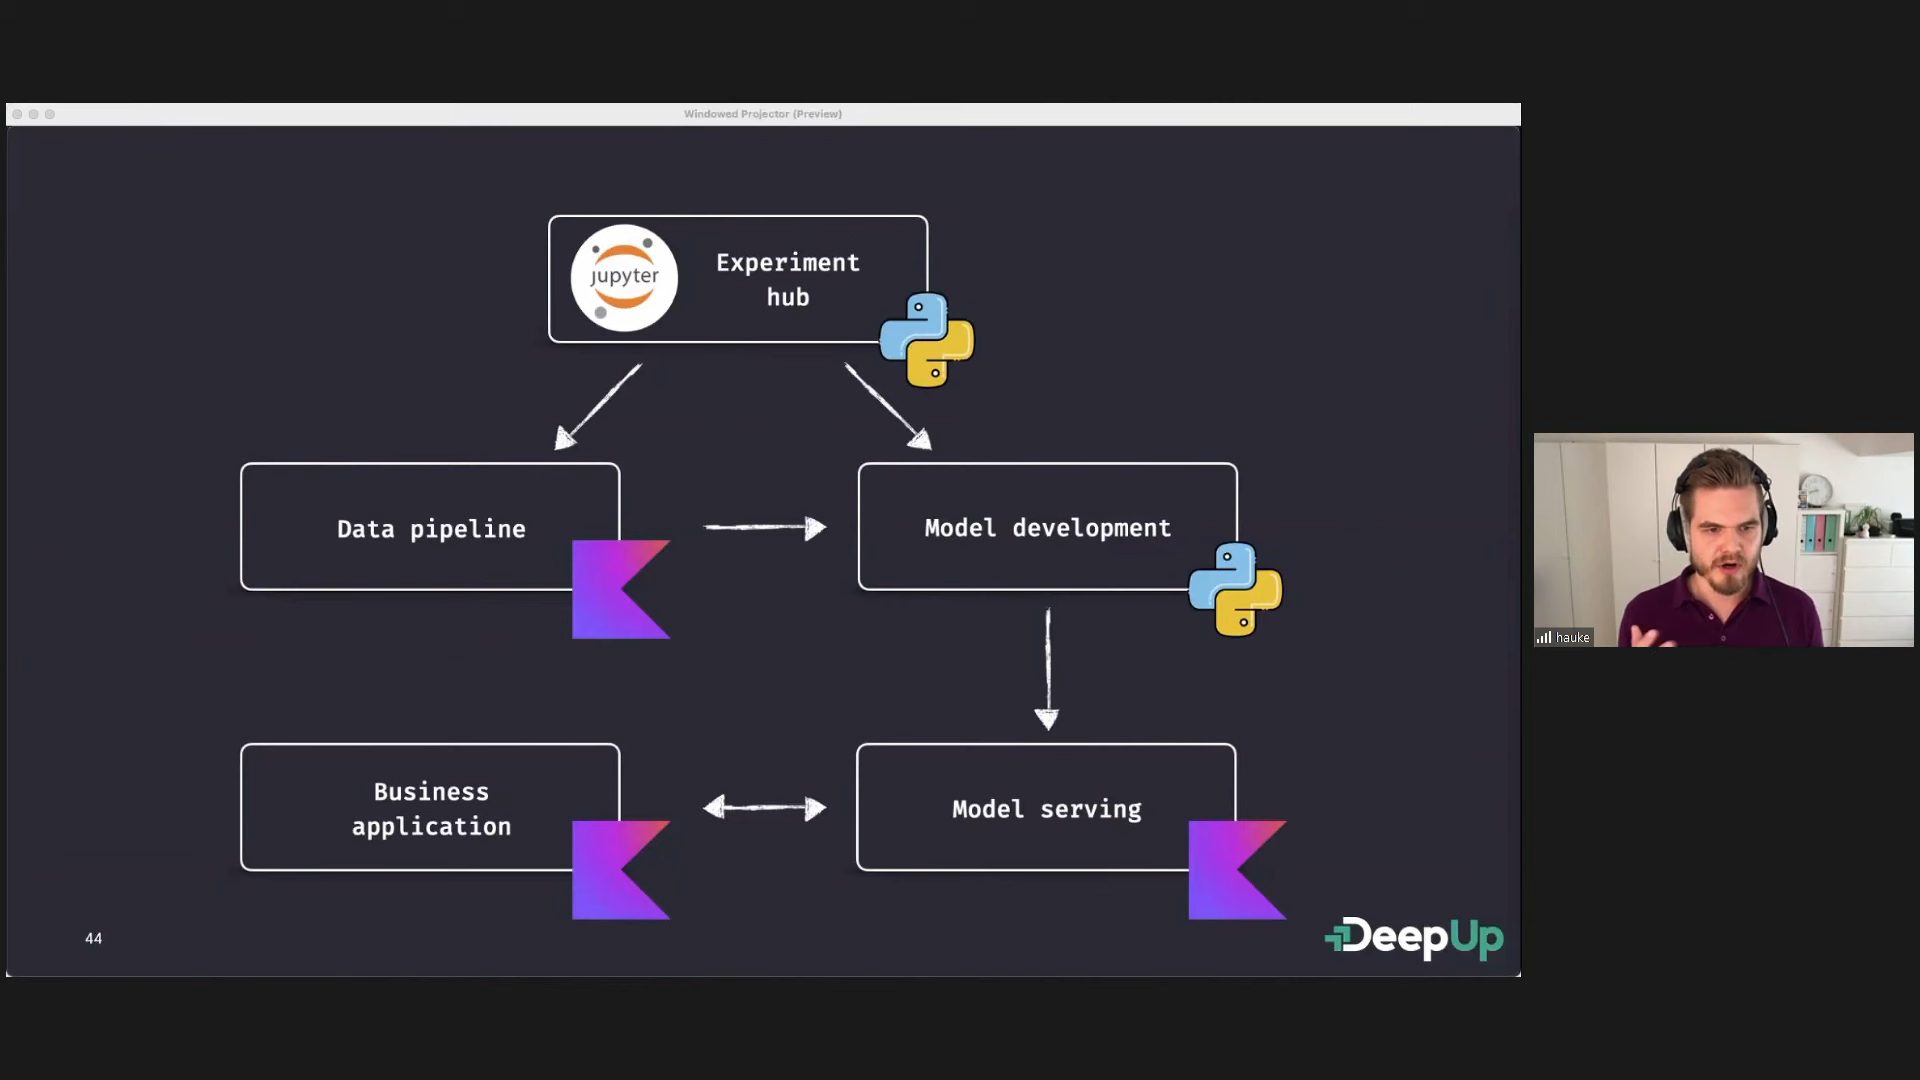 Windowed Projector (Preview)
jupyter
Experiment
hub
Data pipeline
Model development
Business
application
Model serving
44
DeepUp
hauke